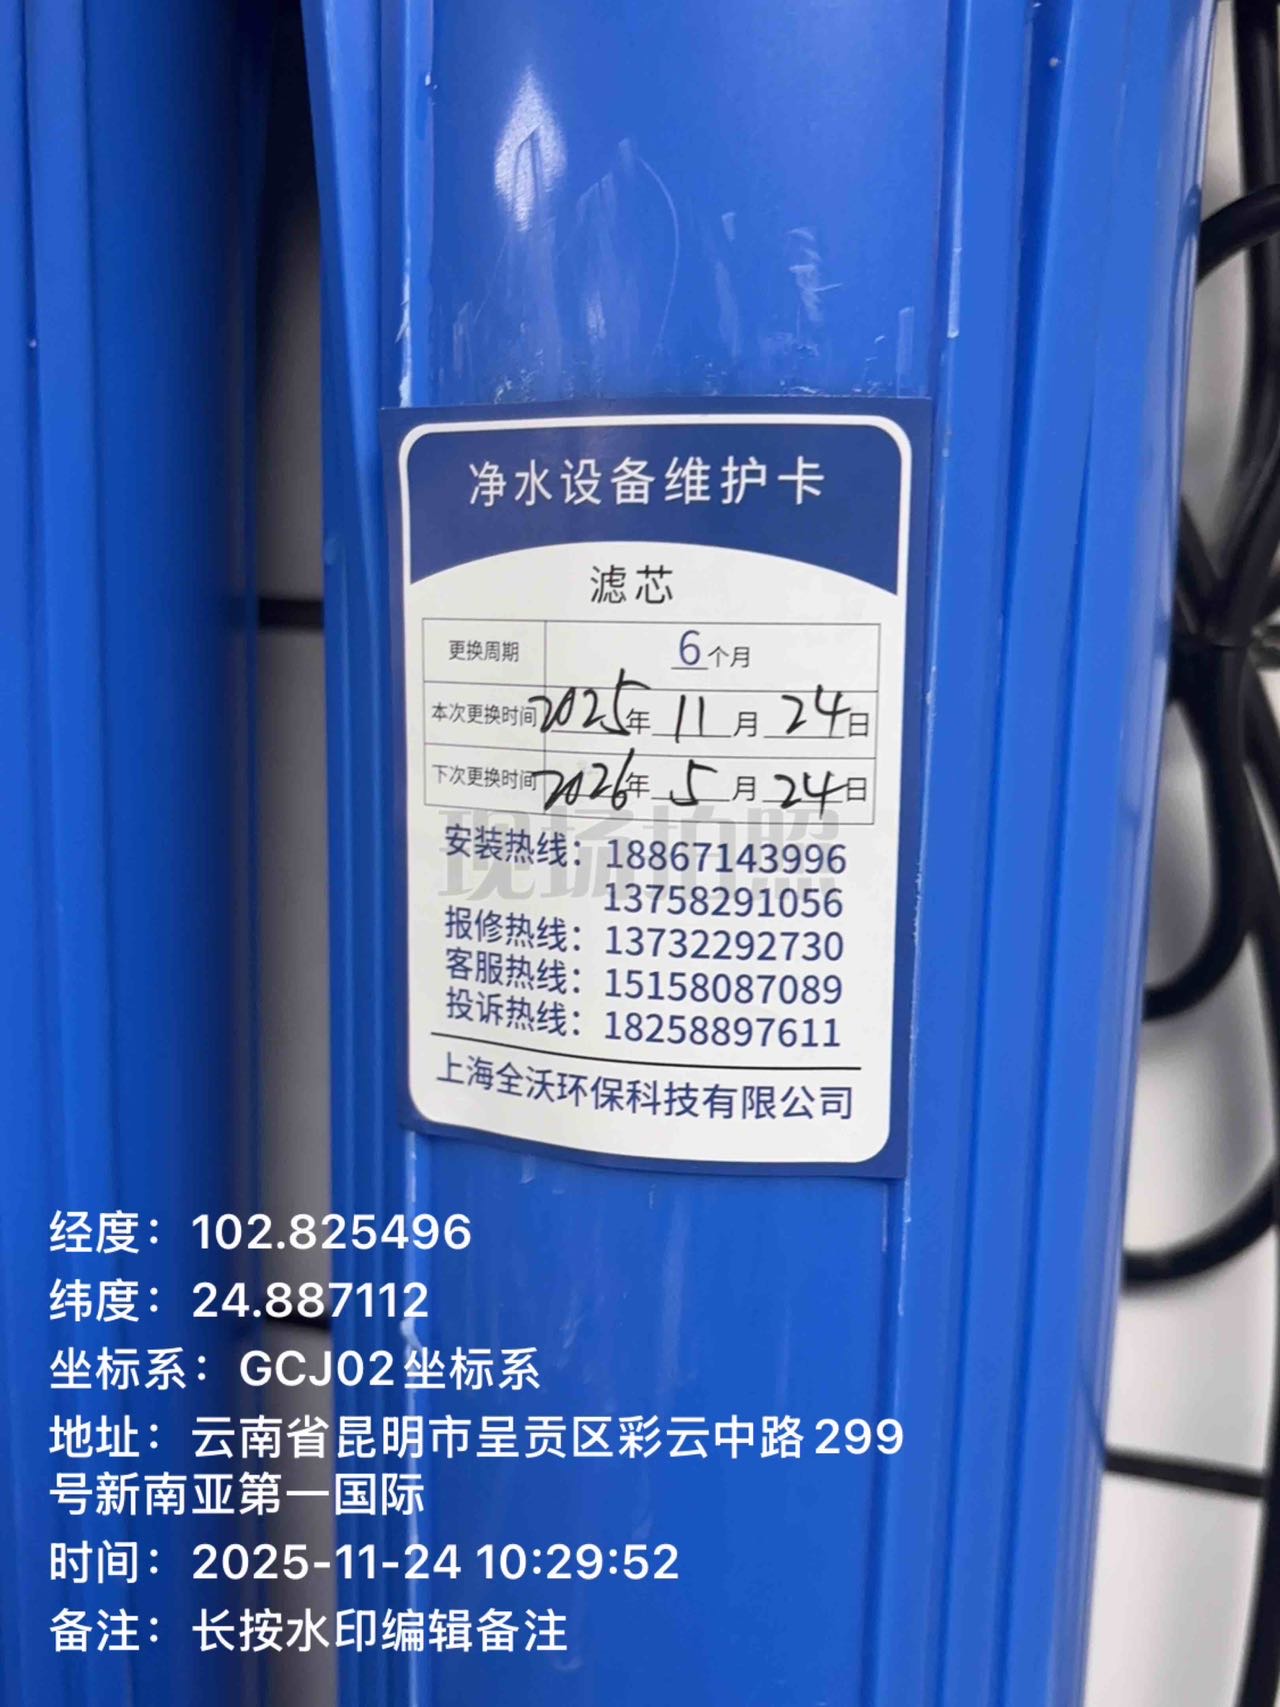 净水设备维护卡
滤芯
更换周期 6个月
本次更换时间 2025年11月24日
下次更换时间 2026年5月24日
现场拍照
安装热线：18867143996
13758291056
报修热线：13732292730
客服热线：15158087089
投诉热线：18258897611
上海全沃环保科技有限公司
经度：102.825496
纬度：24.887112
坐标系：GCJ02坐标系
地址：云南省昆明市呈贡区彩云中路299
号新南亚第一国际
时间：2025-11-24 10:29:52
备注：长按水印编辑备注